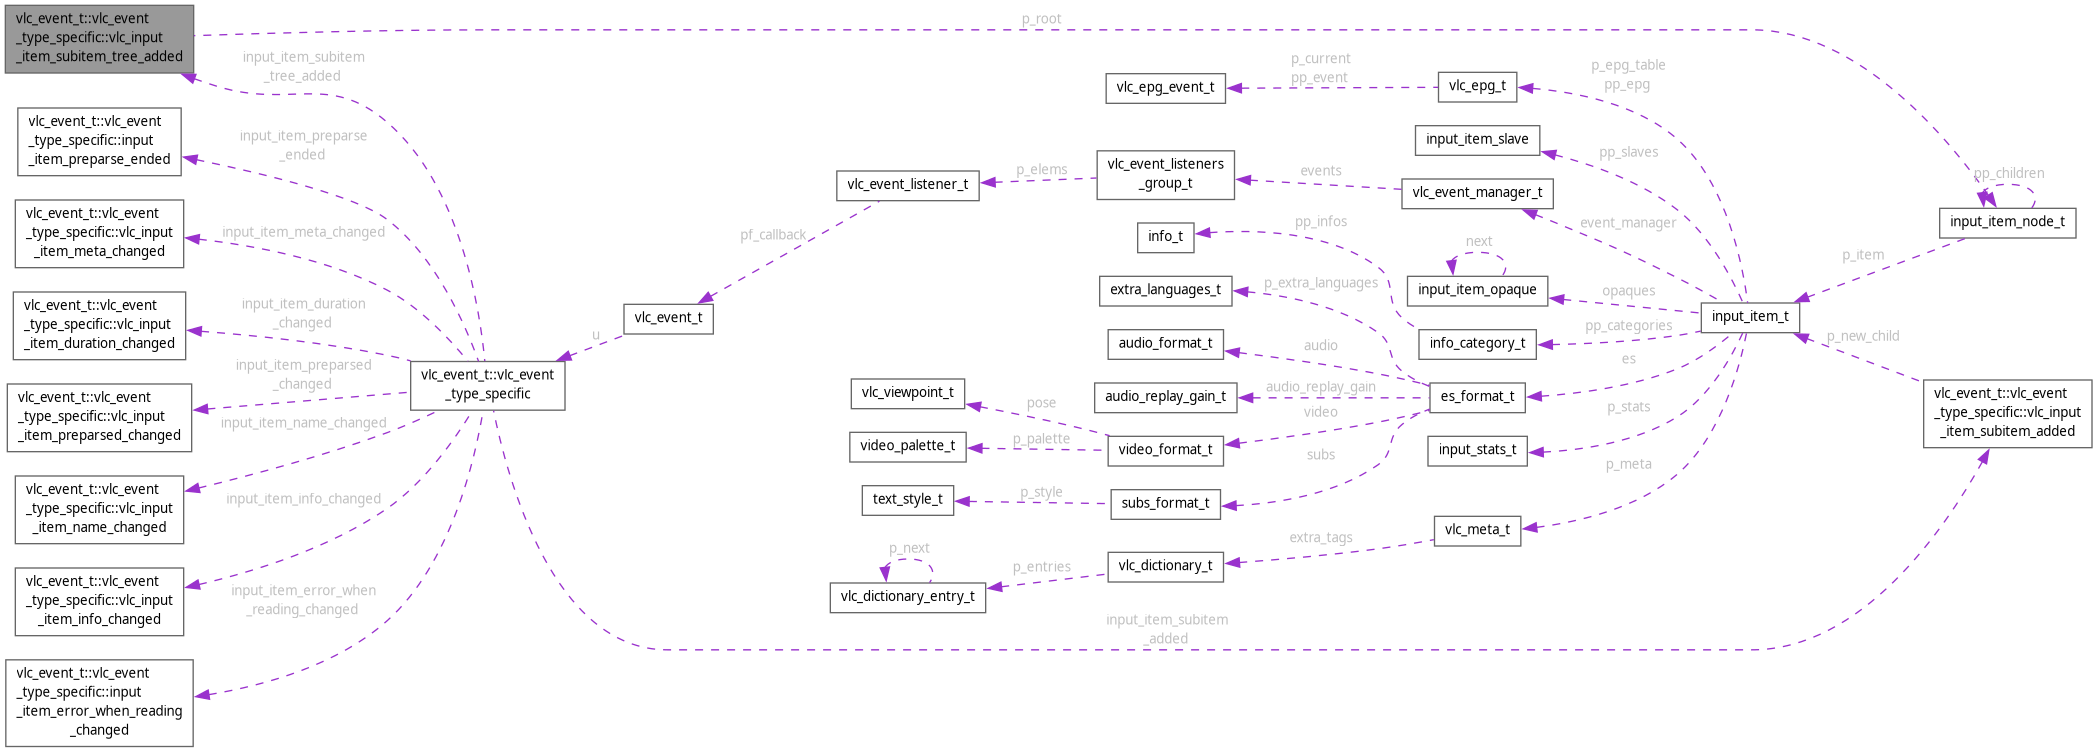 vlc_event_t::vlc_event
_type_specific::vlc_input
_item_subitem_tree_added
vlc_event_t::vlc_event
_type_specific::input
_item_preparse_ended
vlc_event_t::vlc_event
_type_specific::vlc_input
_item_meta_changed
vlc_event_t::vlc_event
_type_specific::vlc_input
_item_duration_changed
vlc_event_t::vlc_event
_type_specific::vlc_input
_item_preparsed_changed
vlc_event_t::vlc_event
_type_specific::vlc_input
_item_name_changed
vlc_event_t::vlc_event
_type_specific::vlc_input
_item_info_changed
vlc_event_t::vlc_event
_type_specific::input
_item_error_when_reading
_changed
input_item_subitem
_tree_added
input_item_preparse
_ended
input_item_meta_changed
input_item_duration
_changed
input_item_preparsed
_changed
input_item_name_changed
input_item_info_changed
input_item_error_when
_reading_changed
vlc_event_t::vlc_event
_type_specific
u
vlc_event_t
pf_callback
vlc_event_listener_t
p_elems
vlc_event_listeners
_group_t
events
vlc_event_manager_t
event_manager
p_root
vlc_epg_event_t
p_current
pp_event
vlc_epg_t
p_epg_table
pp_epg
input_item_slave
pp_slaves
info_t
pp_infos
next
input_item_opaque
opaques
extra_languages_t
p_extra_languages
info_category_t
pp_categories
audio_format_t
audio
audio_replay_gain_t
audio_replay_gain
es_format_t
es
vlc_viewpoint_t
pose
video_palette_t
p_palette
video_format_t
video
text_style_t
p_style
subs_format_t
subs
input_stats_t
p_stats
vlc_meta_t
p_meta
extra_tags
vlc_dictionary_t
p_entries
p_next
vlc_dictionary_entry_t
input_item_subitem
_added
pp_children
input_item_node_t
p_item
input_item_t
p_new_child
vlc_event_t::vlc_event
_type_specific::vlc_input
_item_subitem_added